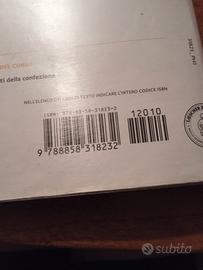 ti della confezione
NELL'ELENCO DEI LIBRI DI TESTO INDICARE L'INTERO CODICE ISBN
ISBN 978-88-58-31823-2
12010
9 788858 318232
subito